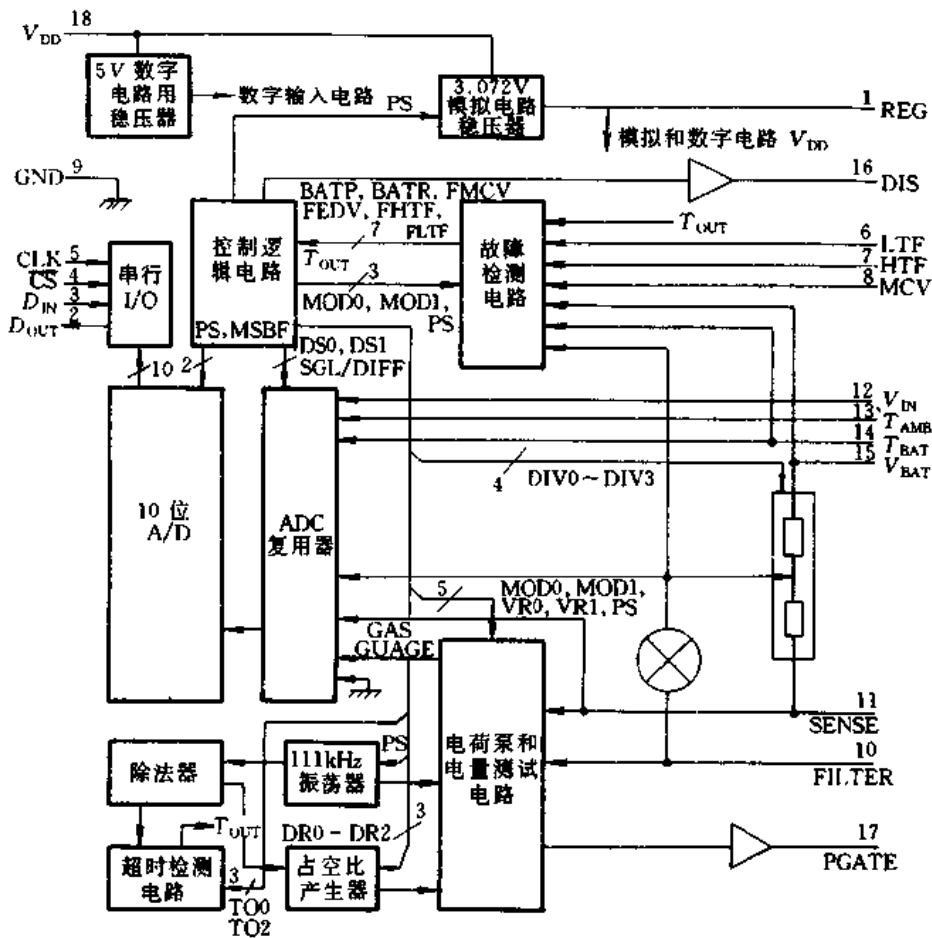 18
V_DD
5V 数字
电路用
稳压器
数字输入电路
PS
3.072V
模拟电路
稳压器
1
REG
模拟和数字电路 V_DD
9
GND
16
DIS
BATP, BATR, FMCV
FEDV, FHTF,
PLTF
7
T_OUT
控制逻
辑电路
故障
检测
电路
T_OUT
6
LTF
7
HTF
8
MCV
3
MOD0, MOD1,
PS
CLK
5
CS
4
D_IN
3
D_OUT
2
串行
I/O
PS, MSBF
DS0, DS1
SGL/DIFF
10
2
12
V_IN
13
T_AMB
14
T_BAT
15
V_BAT
4
DIV0～DIV3
10 位
A/D
ADC
复用器
5
MOD0, MOD1,
VR0, VR1, PS
GAS
GUAGE
11
SENSE
10
FILTER
电荷泵和
电量测试
电路
PS
除法器
111kHz
振荡器
T_OUT
DR0－DR2
3
超时检测
电路
3
TO0
TO2
占空比
产生器
17
PGATE